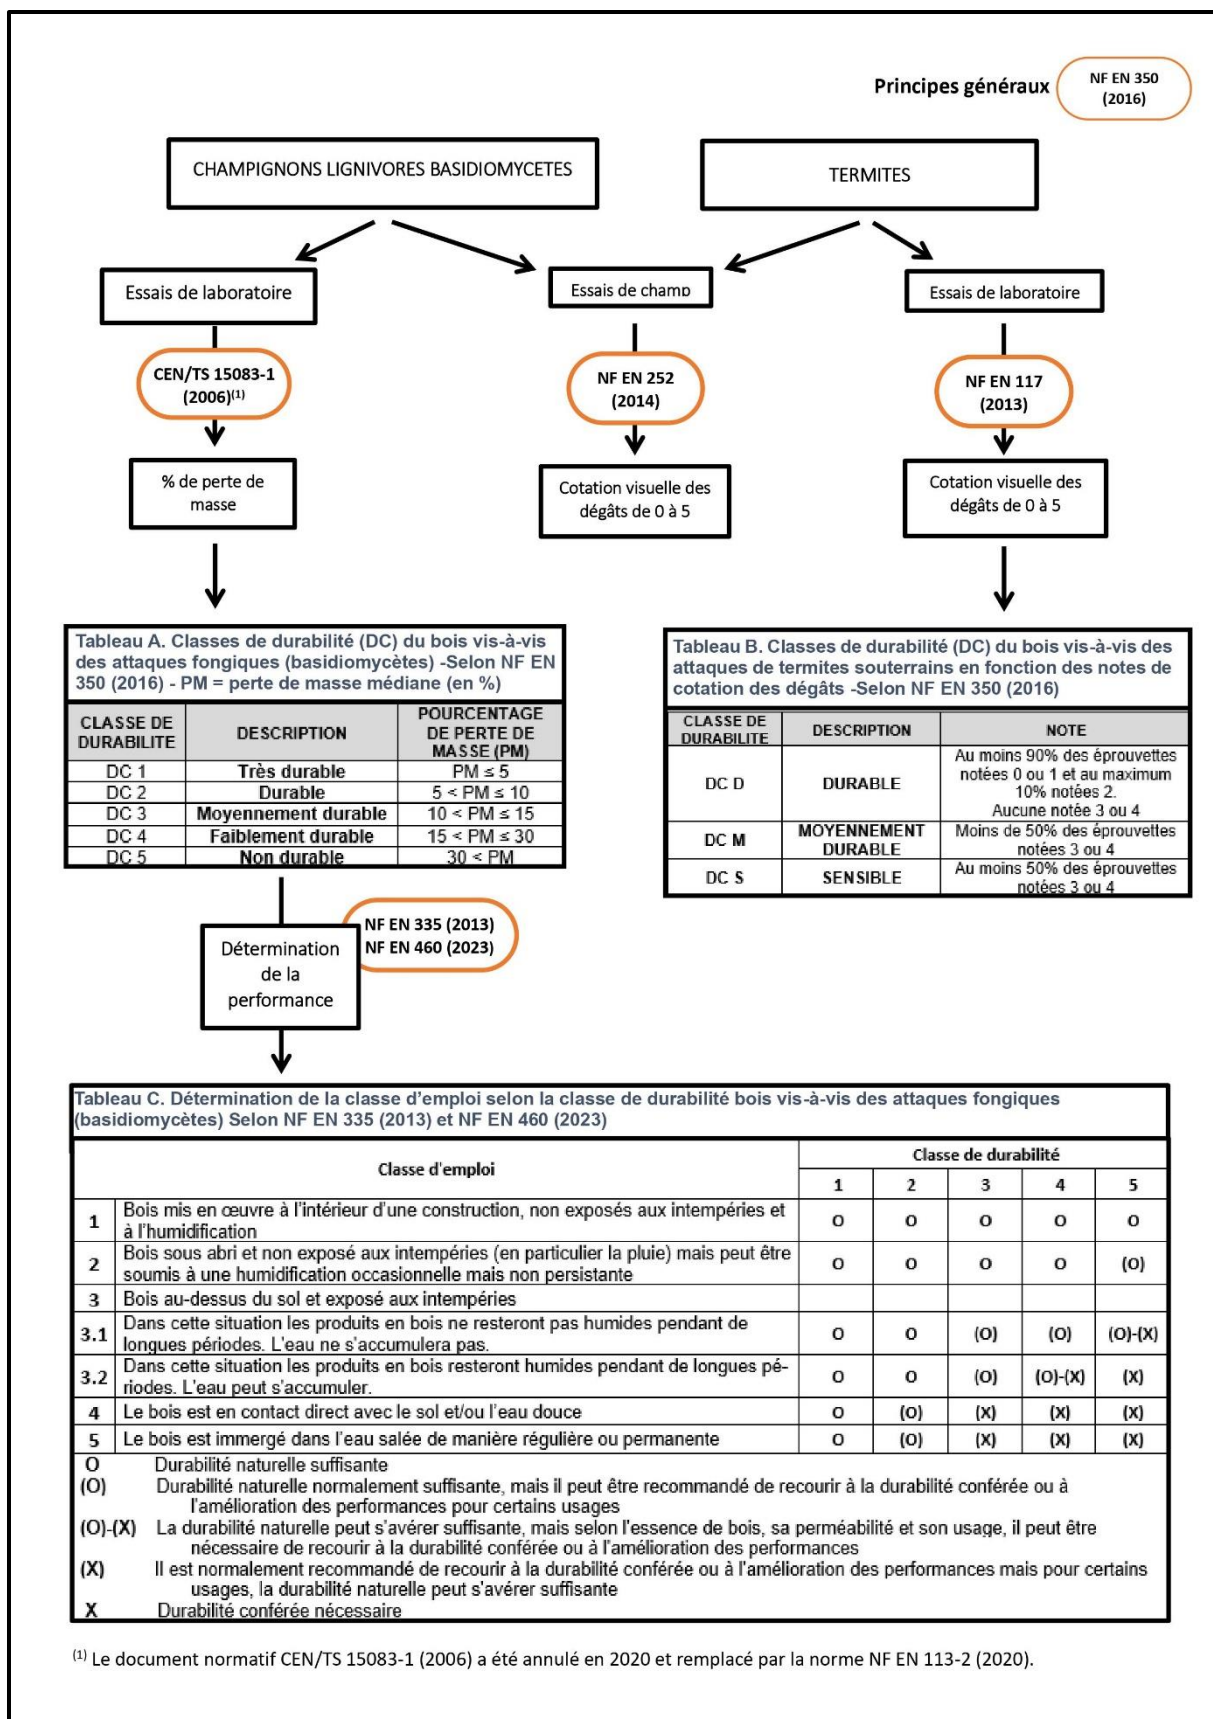 Principes généraux
NF EN 350
(2016)
CHAMPIGNONS LIGNIVORES BASIDIOMYCETES
TERMITES
Essais de laboratoire
Essais de champ
Essais de laboratoire
CEN/TS 15083-1
(2006)(1)
NF EN 252
(2014)
NF EN 117
(2013)
% de perte de
masse
Cotation visuelle des
dégâts de 0 à 5
Cotation visuelle des
dégâts de 0 à 5
Tableau A. Classes de durabilité (DC) du bois vis-à-vis
des attaques fongiques (basidiomycètes) -Selon NF EN
350 (2016) - PM = perte de masse médiane (en %)
CLASSE DE
DURABILITE
DESCRIPTION
POURCENTAGE
DE PERTE DE
MASSE (PM)
DC 1 Très durable PM ≤ 5
DC 2 Durable 5 < PM ≤ 10
DC 3 Moyennement durable 10 < PM ≤ 15
DC 4 Faiblement durable 15 < PM ≤ 30
DC 5 Non durable 30 < PM
Tableau B. Classes de durabilité (DC) du bois vis-à-vis des
attaques de termites souterrains en fonction des notes de
cotation des dégâts -Selon NF EN 350 (2016)
CLASSE DE
DURABILITE
DESCRIPTION
NOTE
DC D
DURABLE
Au moins 90% des éprouvettes
notées 0 ou 1 et au maximum
10% notées 2.
Aucune notée 3 ou 4
DC M
MOYENNEMENT
DURABLE
Moins de 50% des éprouvettes
notées 3 ou 4
DC S
SENSIBLE
Au moins 50% des éprouvettes
notées 3 ou 4
NF EN 335 (2013)
NF EN 460 (2023)
Détermination
de la
performance
Tableau C. Détermination de la classe d'emploi selon la classe de durabilité bois vis-à-vis des attaques fongiques
(basidiomycètes) Selon NF EN 335 (2013) et NF EN 460 (2023)
Classe d'emploi
Classe de durabilité
1 2 3 4 5
1 Bois mis en œuvre à l'intérieur d'une construction, non exposés aux intempéries et
à l'humidification
O O O O O
2 Bois sous abri et non exposé aux intempéries (en particulier la pluie) mais peut être
soumis à une humidification occasionnelle mais non persistante
O O O O (O)
3 Bois au-dessus du sol et exposé aux intempéries
3.1 Dans cette situation les produits en bois ne resteront pas humides pendant de
longues périodes. L'eau ne s'accumulera pas.
O O (O) (O) (O)-(X)
3.2 Dans cette situation les produits en bois resteront humides pendant de longues pé-
riodes. L'eau peut s'accumuler.
O O (O) (O)-(X) (X)
4 Le bois est en contact direct avec le sol et/ou l'eau douce O (O) (X) (X) (X)
5 Le bois est immergé dans l'eau salée de manière régulière ou permanente O (O) (X) (X) (X)
O Durabilité naturelle suffisante
(O) Durabilité naturelle normalement suffisante, mais il peut être recommandé de recourir à la durabilité conférée ou à
l'amélioration des performances pour certains usages
(O)-(X) La durabilité naturelle peut s'avérer suffisante, mais selon l'essence de bois, sa perméabilité et son usage, il peut être
nécessaire de recourir à la durabilité conférée ou à l'amélioration des performances
(X) Il est normalement recommandé de recourir à la durabilité conférée ou à l'amélioration des performances mais pour certains
usages, la durabilité naturelle peut s'avérer suffisante
X Durabilité conférée nécessaire
(1) Le document normatif CEN/TS 15083-1 (2006) a été annulé en 2020 et remplacé par la norme NF EN 113-2 (2020).